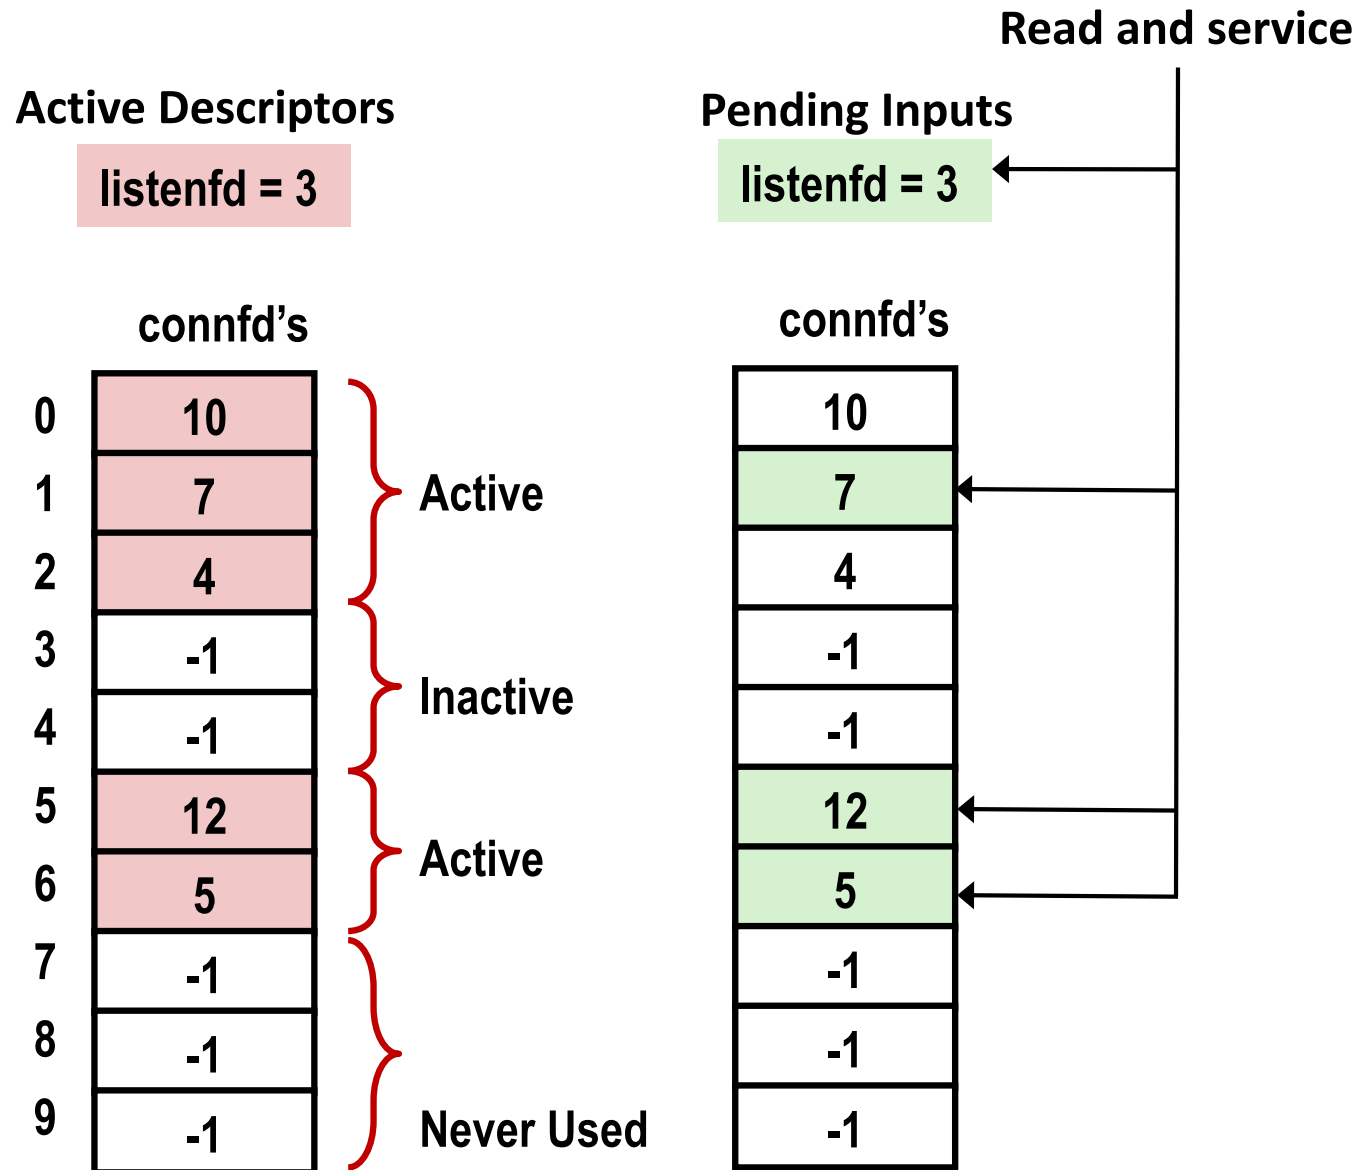 Read and service
Active Descriptors
Pending Inputs
listenfd = 3
listenfd = 3
connfd’s
connfd’s
0 10 10
1 7 Active 7
2 4 4
3 -1 -1
4 -1 Inactive -1
5 12 12
6 5 Active 5
7 -1 -1
8 -1 -1
9 -1 Never Used -1